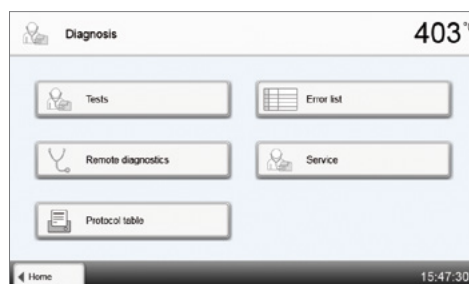 Diagnosis
403°
Tests
Error list
Remote diagnostics
Service
Protocol table
Home
15:47:30